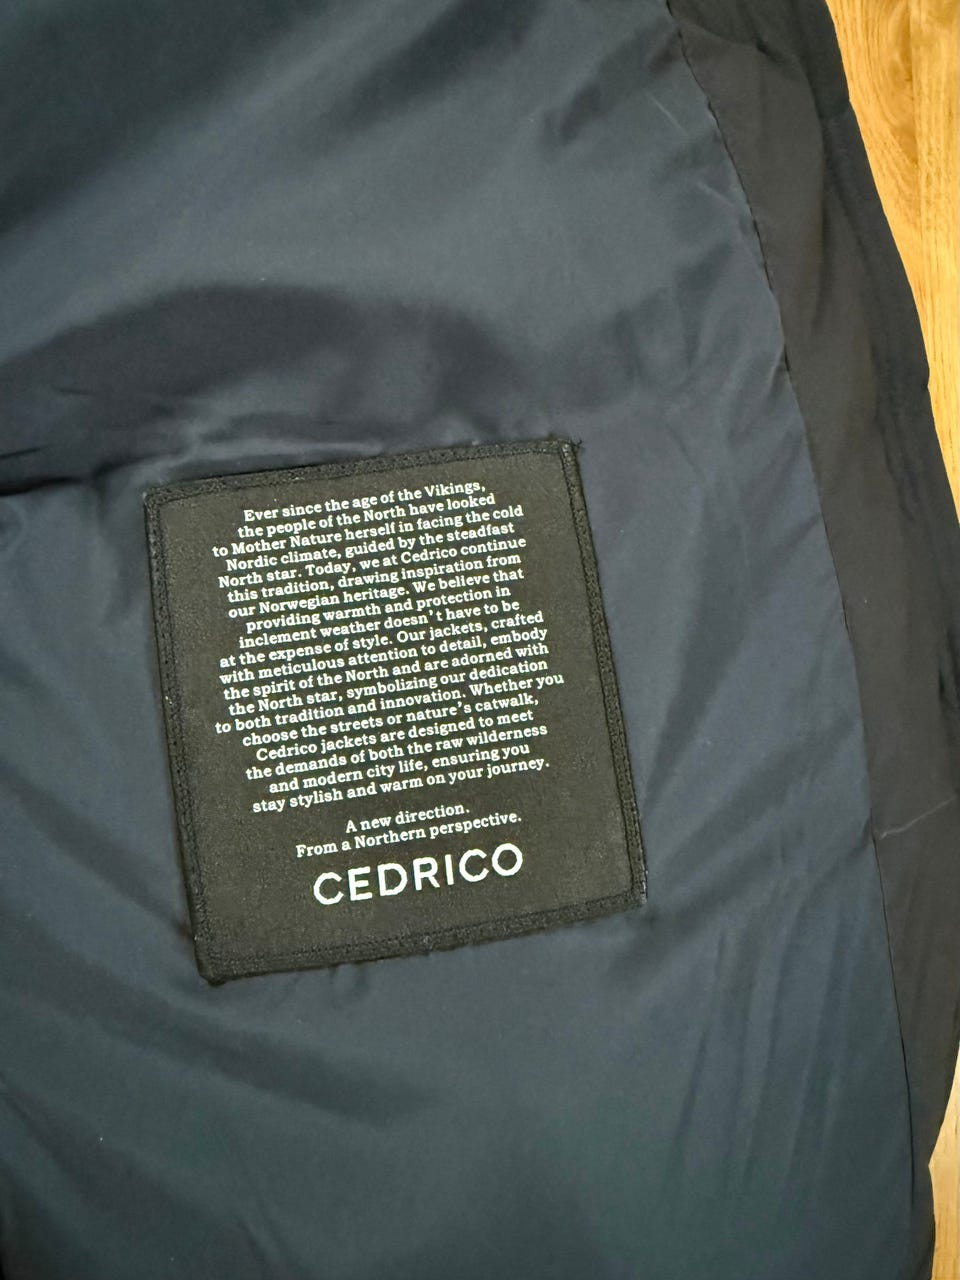 Ever since the age of the Vikings,
the people of the North have looked
to Mother Nature herself in facing the cold
Nordic climate, guided by the steadfast
North star. Today, we at Cedrico continue
this tradition, drawing inspiration from
our Norwegian heritage. We believe that
providing warmth and protection in
inclement weather doesn't have to be
at the expense of style. Our jackets, crafted
with meticulous attention to detail, embody
the spirit of the North and are adorned with
the North star, symbolizing our dedication
to both tradition and innovation. Whether you
choose the streets or nature's catwalk,
Cedrico jackets are designed to meet
the demands of both the raw wilderness
and modern city life, ensuring you
stay stylish and warm on your journey.
A new direction.
From a Northern perspective.
CEDRICO